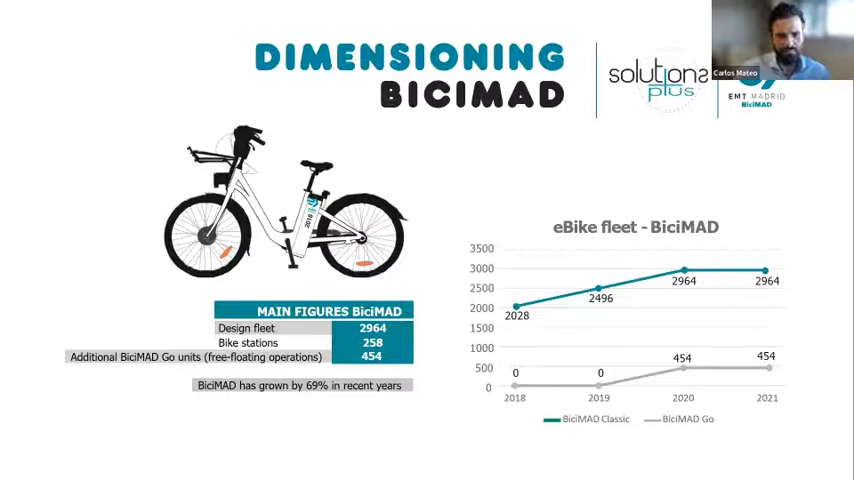 DIMENSIONING
BICIMAD
solutions
plus
Carlos Mateo
EMT MADRID
BiciMAD
2018
MAIN FIGURES BiciMAD
Design fleet 2964
Bike stations 258
Additional BiciMAD Go units (free-floating operations) 454
BiciMAD has grown by 69% in recent years
eBike fleet - BiciMAD
3500
3000
2500
2000
1500
1000
500
0
2028
2496
2964
2964
0
0
454
454
2018 2019 2020 2021
BiciMAD Classic BiciMAD Go